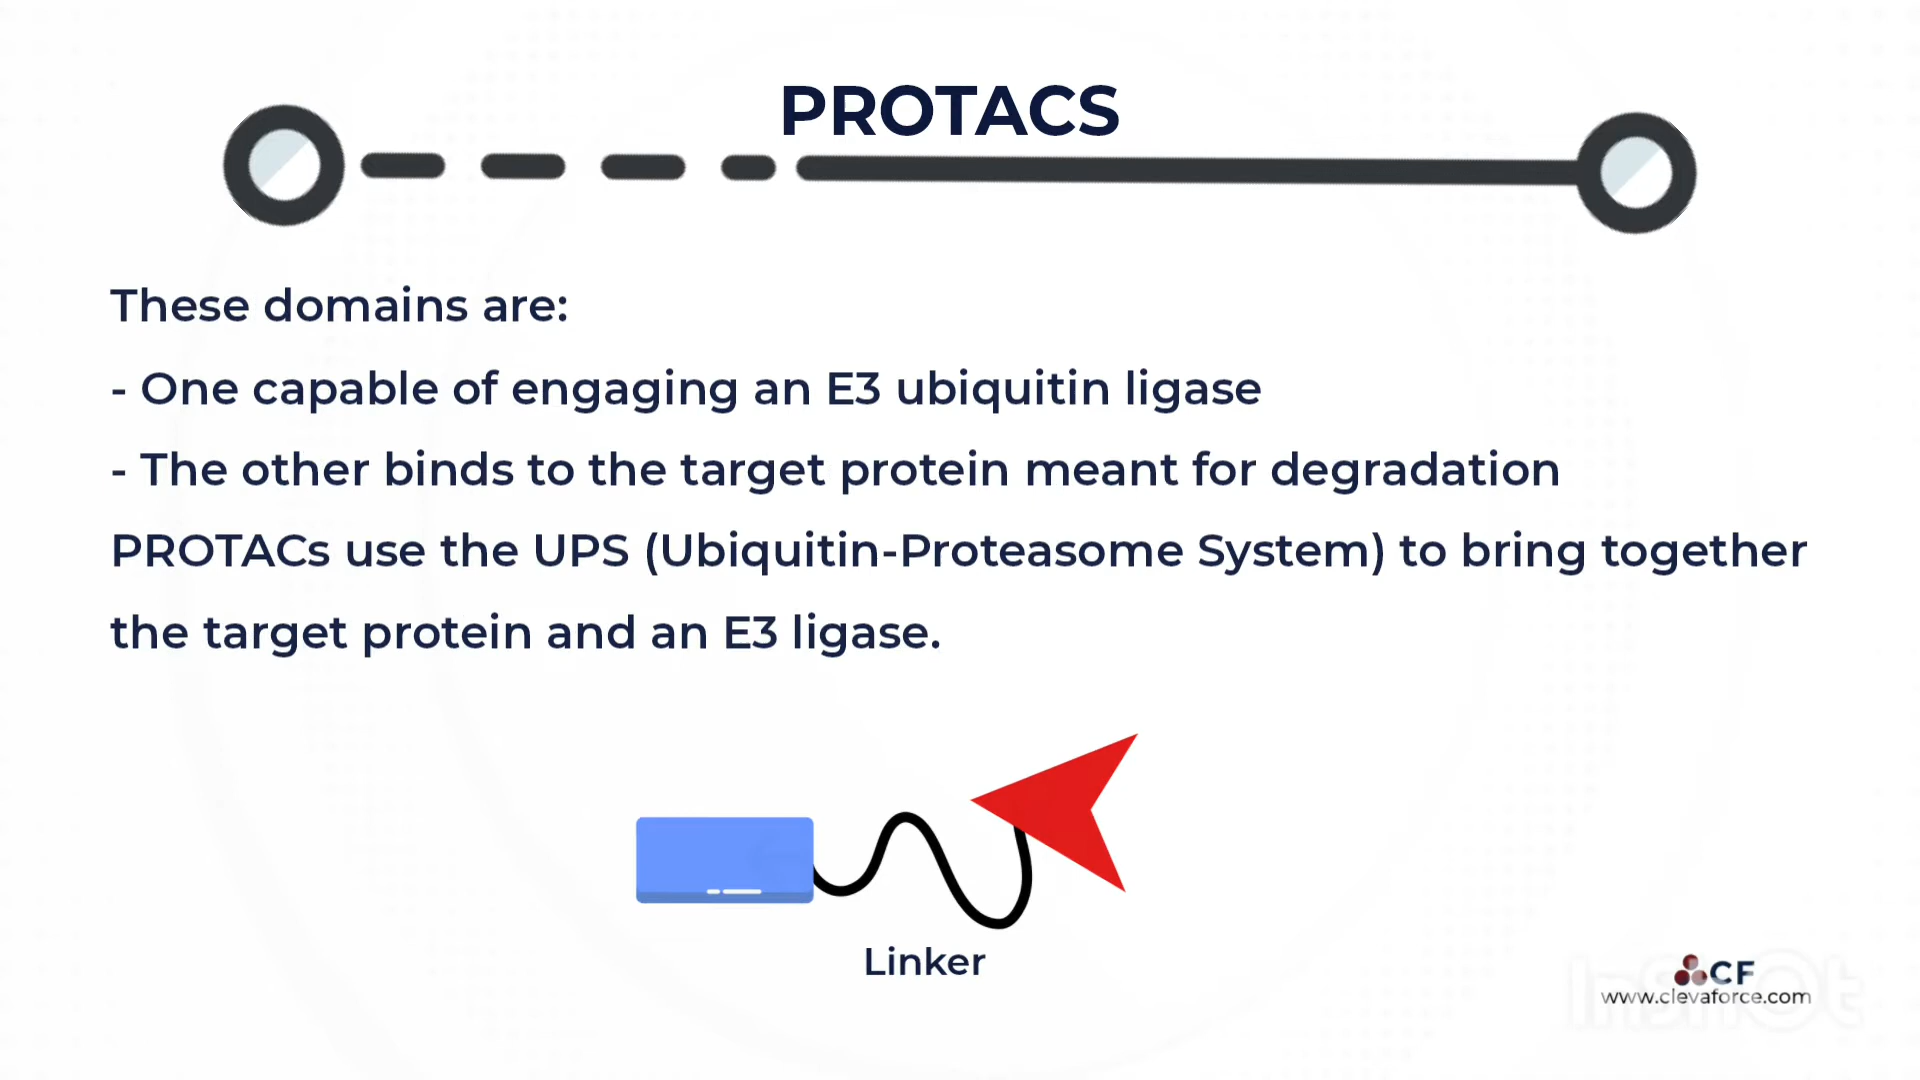 PROTACS
These domains are:
- One capable of engaging an E3 ubiquitin ligase
- The other binds to the target protein meant for degradation
PROTACs use the UPS (Ubiquitin-Proteasome System) to bring together
the target protein and an E3 ligase.
Linker
CF
www.clevaforce.com
InShOt